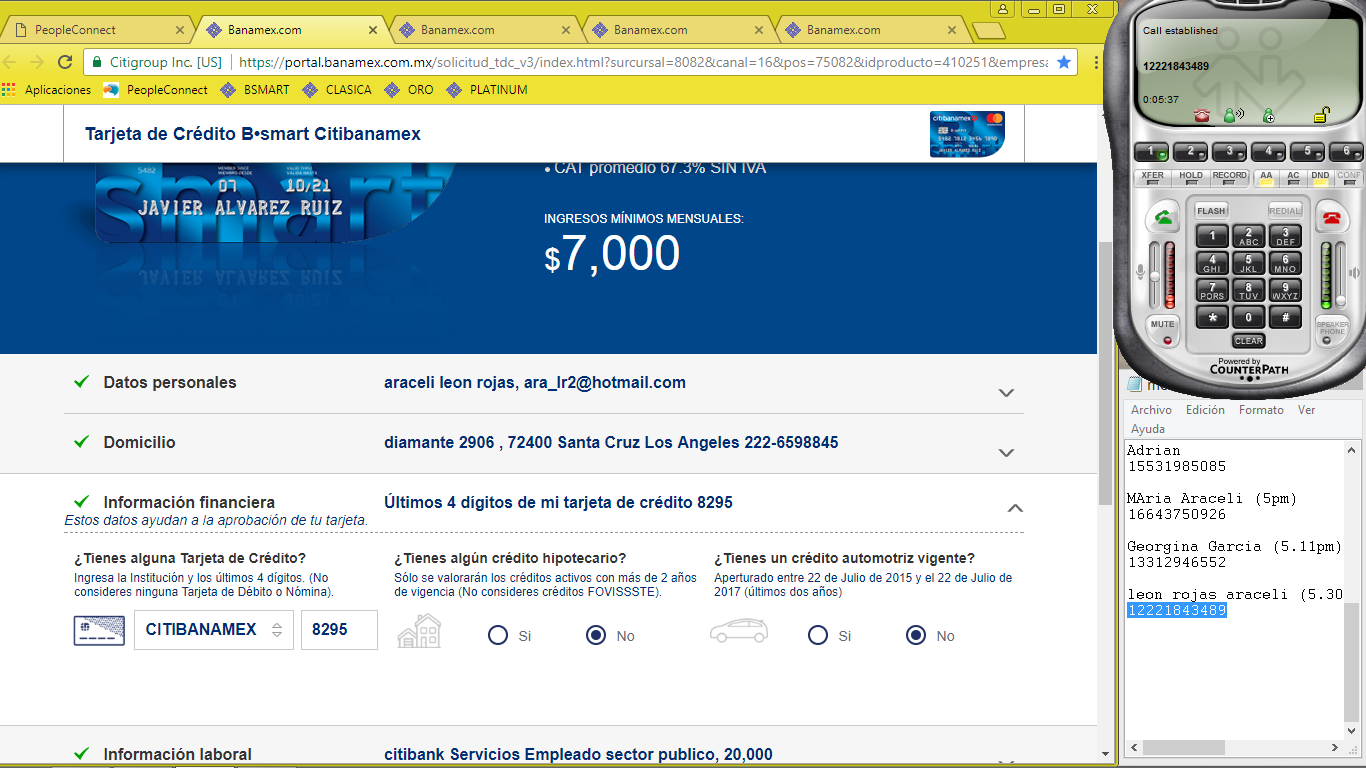 PeopleConnect
Banamex.com
Banamex.com
Banamex.com
Banamex.com
Citigroup Inc. [US]
https://portal.banamex.com.mx/solicitud_tdc_v3/index.html?sursursal=8082&canal=16&pos=75082&idproducto=410251&empresa
Aplicaciones
PeopleConnect
BSMART
CLASICA
ORO
PLATINUM
Tarjeta de Crédito B•smart Citibanamex
citibanamex
5482 7812 3456 7890
smart
5482
07
10/21
JAVIER ALVAREZ RUIZ
• CAT promedio 67.3% SIN IVA
INGRESOS MÍNIMOS MENSUALES:
$7,000
Datos personales
araceli leon rojas, ara_lr2@hotmail.com
Domicilio
diamante 2906 , 72400 Santa Cruz Los Angeles 222-6598845
Información financiera
Últimos 4 dígitos de mi tarjeta de crédito 8295
Estos datos ayudan a la aprobación de tu tarjeta.
¿Tienes alguna Tarjeta de Crédito?
Ingresa la Institución y los últimos 4 dígitos. (No
consideres ninguna Tarjeta de Débito o Nómina).
CITIBANAMEX
8295
¿Tienes algún crédito hipotecario?
Sólo se valorarán los créditos activos con más de 2 años
de vigencia (No consideres créditos FOVISSSTE).
Si
No
¿Tienes un crédito automotriz vigente?
Aperturado entre 22 de Julio de 2015 y el 22 de Julio de
2017 (últimos dos años)
Si
No
Información laboral
citibank Servicios Empleado sector publico, 20,000
Call established
12221843489
0:05:37
1 2 3 4 5 6
XFER HOLD RECORD AA AC DND CONF
FLASH
REDIAL
1
2 ABC
3 DEF
4 GHI
5 JKL
6 MNO
7 PQRS
8 TUV
9 WXYZ
*
0
#
MUTE
SPEAKER PHONE
CLEAR
Powered by
COUNTERPATH
Archivo Edición Formato Ver
Ayuda
Adrian
15531985085
MAria Araceli (5pm)
16643750926
Georgina Garcia (5.11pm)
13312946552
leon rojas araceli (5.30
12221843489